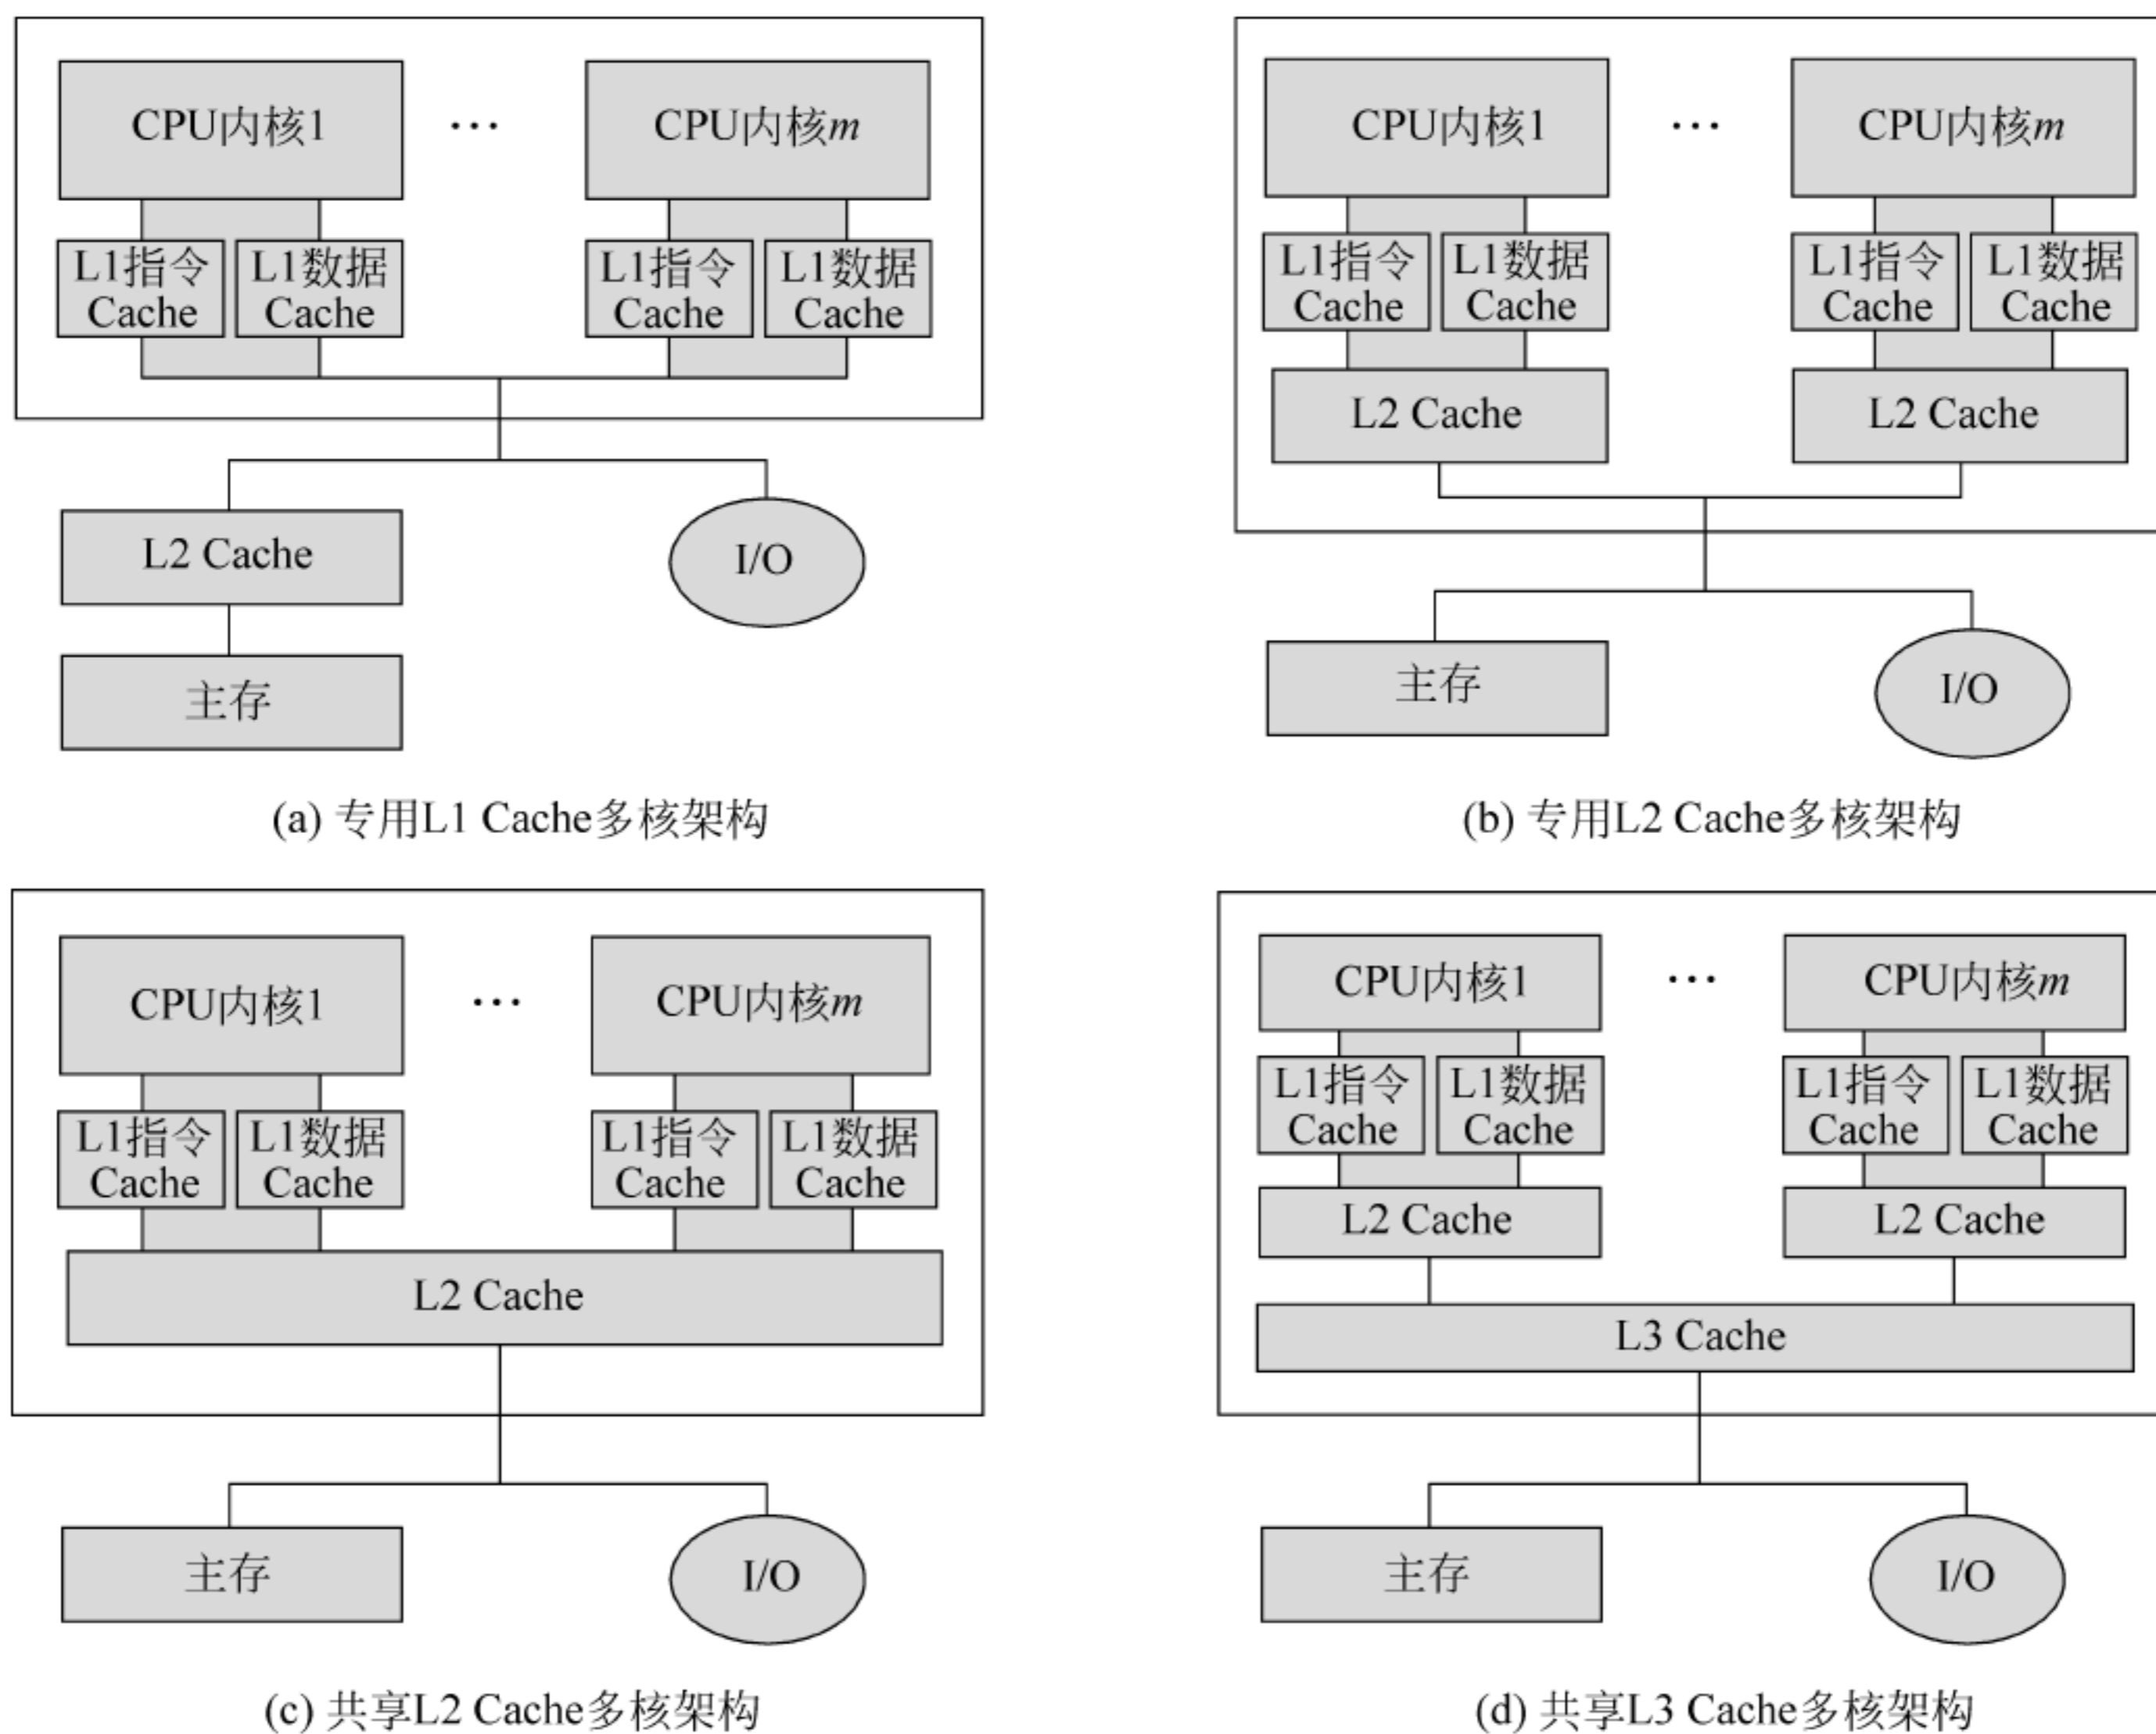 CPU内核1
…
CPU内核m
L1指令
Cache
L1数据
Cache
L1指令
Cache
L1数据
Cache
L2 Cache
I/O
主存
(a) 专用L1 Cache多核架构
CPU内核1
…
CPU内核m
L1指令
Cache
L1数据
Cache
L1指令
Cache
L1数据
Cache
L2 Cache
L2 Cache
主存
I/O
(b) 专用L2 Cache多核架构
CPU内核1
…
CPU内核m
L1指令
Cache
L1数据
Cache
L1指令
Cache
L1数据
Cache
L2 Cache
主存
I/O
(c) 共享L2 Cache多核架构
CPU内核1
…
CPU内核m
L1指令
Cache
L1数据
Cache
L1指令
Cache
L1数据
Cache
L2 Cache
L2 Cache
L3 Cache
主存
I/O
(d) 共享L3 Cache多核架构